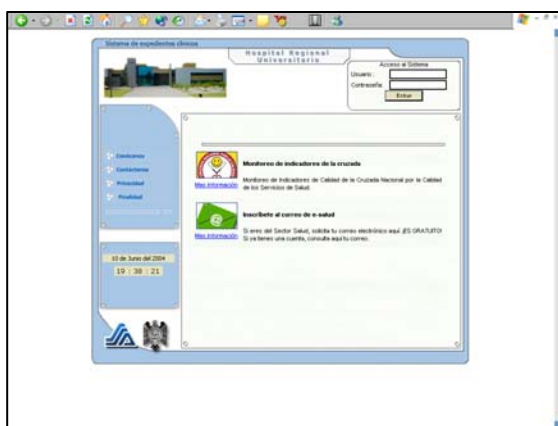 Sistema de expedientes clínicos
Hospital Regional
Universitario
Acceso al Sistema
Usuario:
Contraseña:
Entrar
Conócenos
Contáctenos
Privacidad
Finalidad
10 de Junio del 2004
19 : 38 : 21
Monitoreo de indicadores de la cruzada
Monitoreo de Indicadores de Calidad de la Cruzada Nacional por la Calidad
de los Servicios de Salud.
Mas información
Inscribete al correo de e-salud
Si eres del Sector Salud, solicita tu correo electrónico aquí ¡ES GRATUITO!
Si ya tienes una cuenta, consulta aquí tu correo.
Mas información